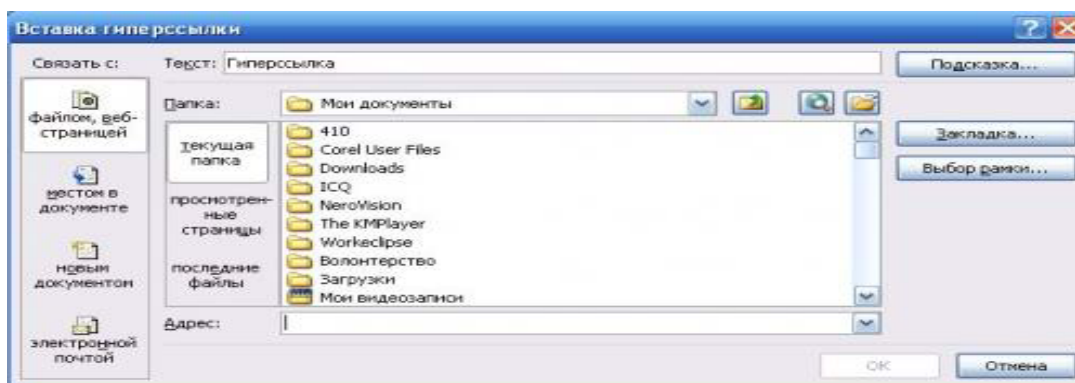 Вставка гиперссылки
Связать с: Текст: Гиперссылка Подсказка...
файлом, веб-страницей
местом в документе
новым документом
электронной почтой
Папка: Мои документы
текущая папка
просмотрен-ные страницы
последние файлы
410
Corel User Files
Downloads
ICQ
NeroVision
The KMPlayer
Workeclipse
Волонтерство
Загрузки
Мои видеозаписи
Закладка...
Выбор рамки...
Адрес:
ОК Отмена